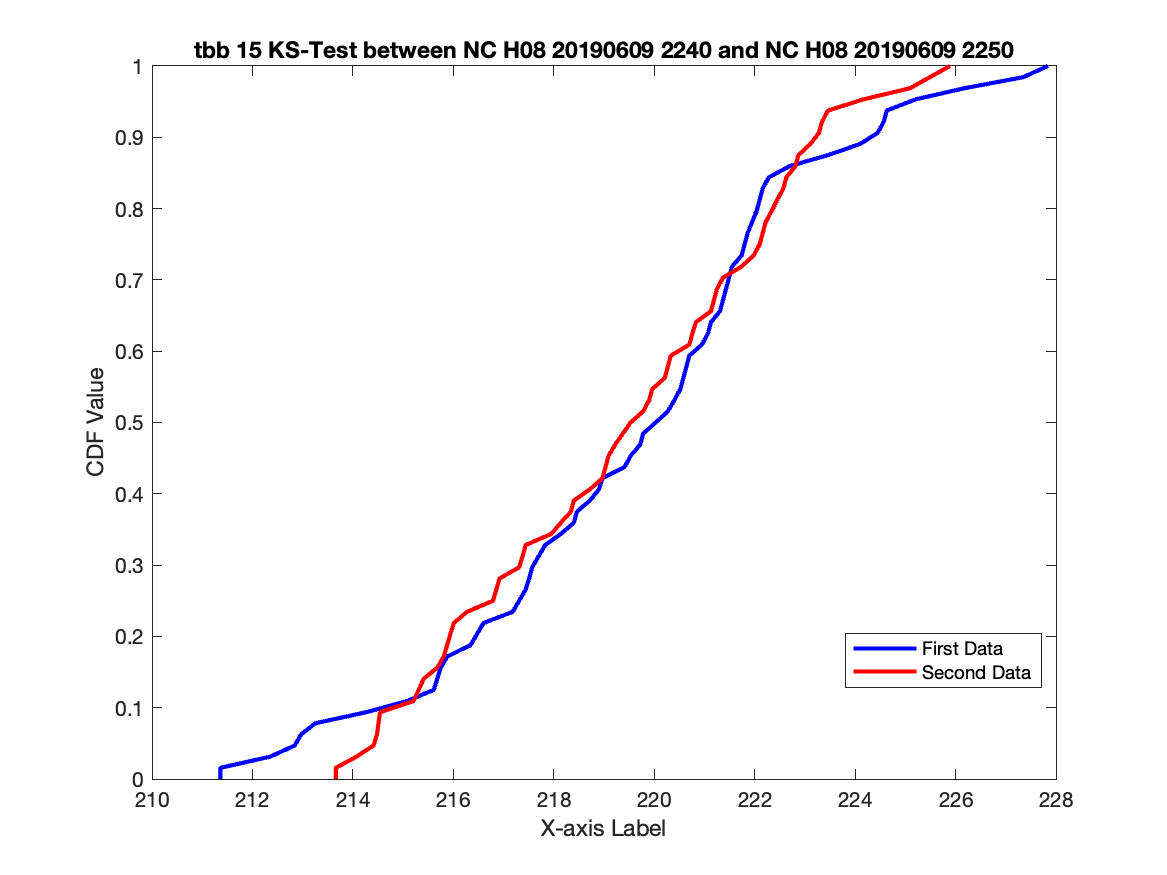 tbb 15 KS-Test between NC H08 20190609 2240 and NC H08 20190609 2250
1
0.9
0.8
0.7
0.6
0.5
0.4
0.3
0.2
0.1
0
CDF Value
First Data
Second Data
210 212 214 216 218 220 222 224 226 228
X-axis Label